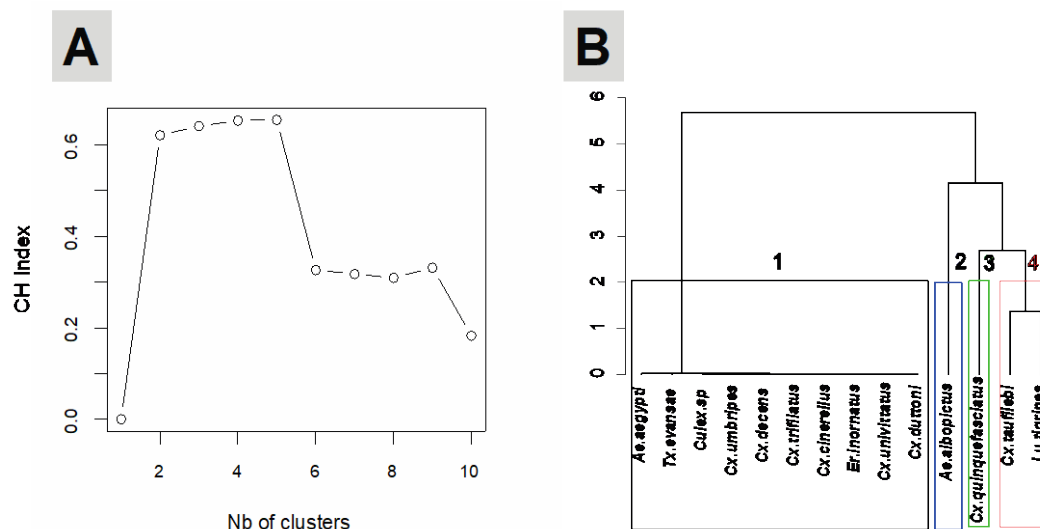 A
B
CH Index
0.0
0.2
0.4
0.6
2
4
6
8
10
Nb of clusters
0
1
2
3
4
5
6
1
2
3
4
Ae.aegypti
Tx.evansae
Culex.sp
Cx.umbripes
Cx.decens
Cx.trifilatus
Cx.cinerellus
Er.inornatus
Cx.univittatus
Cx.duttoni
Ae.albopictus
Cx.quinquefasciatus